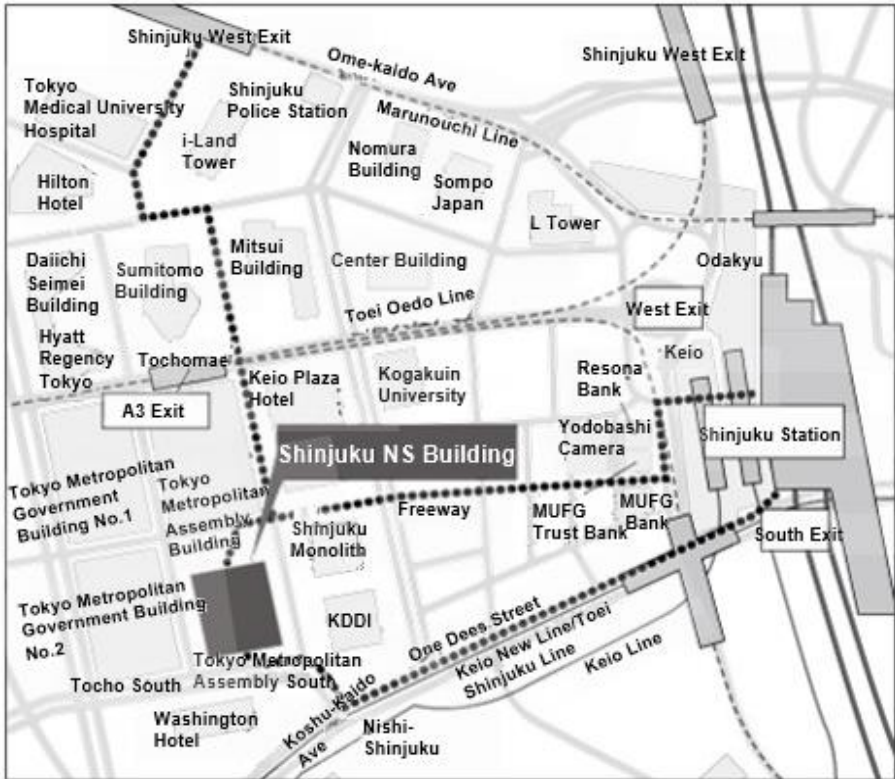 Shinjuku West Exit
Shinjuku West Exit
Ome-kaido Ave
Tokyo
Medical University
Hospital
Shinjuku
Police Station
Marunouchi Line
i-Land
Tower
Nomura
Building
Hilton
Hotel
Sompo
Japan
L Tower
Daiichi
Seimei
Building
Sumitomo
Building
Mitsui
Building
Center Building
Odakyu
Toei Oedo Line
West Exit
Hyatt
Regency
Tokyo
Tochomae
Keio
Keio Plaza
Hotel
Kogakuin
University
Resona
Bank
A3 Exit
Yodobashi
Camera
Shinjuku Station
Shinjuku NS Building
Tokyo Metropolitan
Government
Building No.1
Tokyo
Metropolitan
Assembly
Building
Freeway
Shinjuku
Monolith
MUFG
Trust Bank
MUFG
Bank
South Exit
Tokyo Metropolitan
Government Building
No.2
KDDI
One Dees Street
Keio New Line/Toei
Shinjuku Line
Keio Line
Tokyo Metropolitan
Assembly South
Tocho South
Washington
Hotel
Koshu-Kaido
Ave
Nishi-
Shinjuku